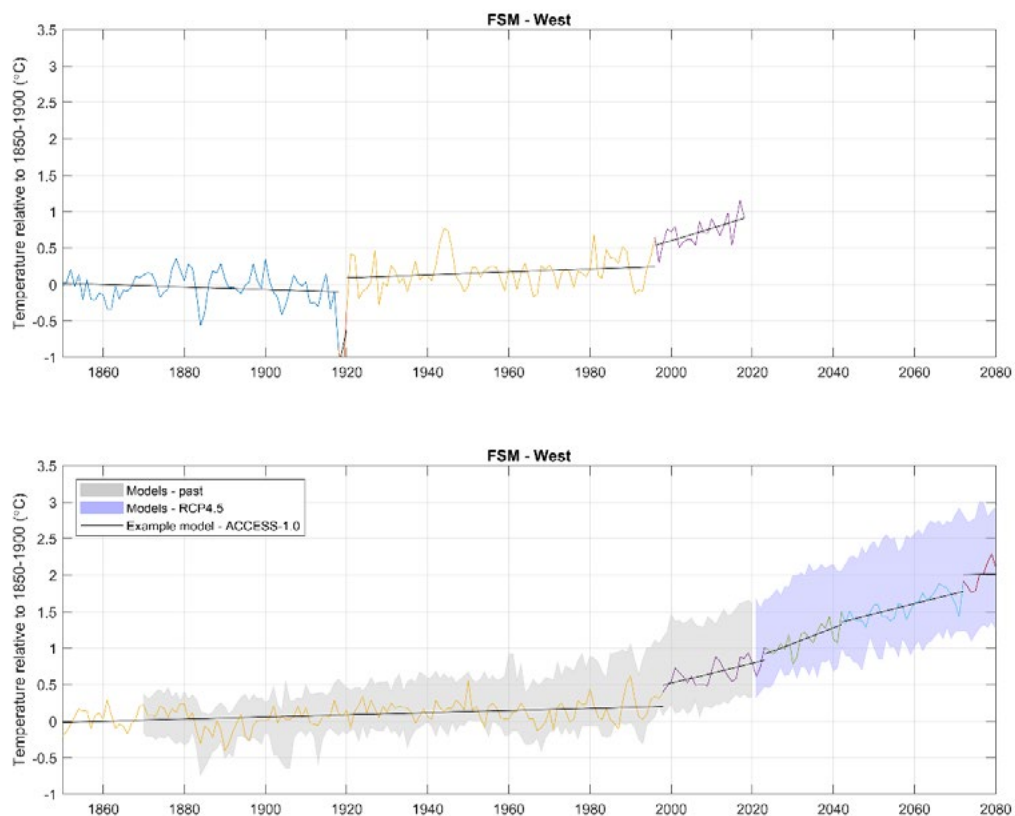 FSM - West
Temperature relative to 1850-1900 (°C)
3.5
3
2.5
2
1.5
1
0.5
0
-0.5
-1
1860 1880 1900 1920 1940 1960 1980 2000 2020 2040 2060 2080
FSM - West
Temperature relative to 1850-1900 (°C)
3.5
3
2.5
2
1.5
1
0.5
0
-0.5
-1
Models - past
Models - RCP4.5
Example model - ACCESS-1.0
1860 1880 1900 1920 1940 1960 1980 2000 2020 2040 2060 2080